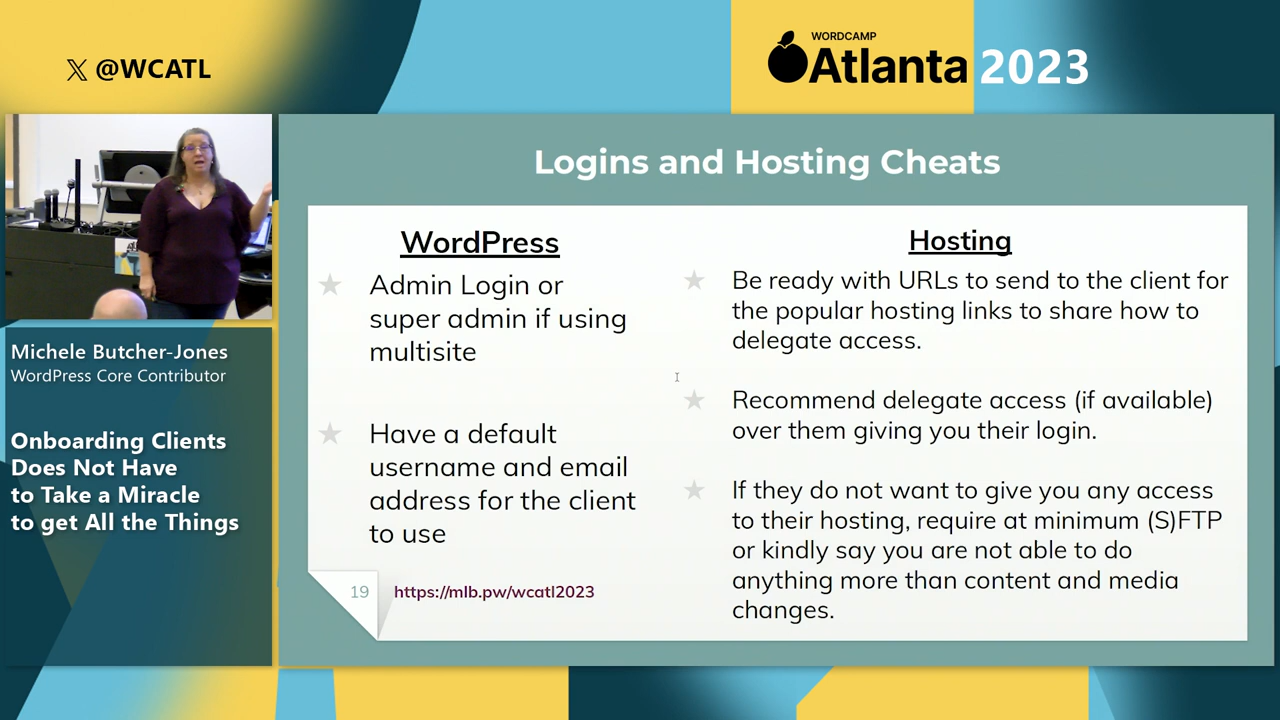 @WCATL
WORDCAMP
Atlanta 2023
Michele Butcher-Jones
WordPress Core Contributor
Onboarding Clients
Does Not Have
to Take a Miracle
to get All the Things
Logins and Hosting Cheats
WordPress
Admin Login or
super admin if using
multisite
Have a default
username and email
address for the client
to use
19
https://mlb.pw/wcatl2023
Hosting
Be ready with URLs to send to the client for
the popular hosting links to share how to
delegate access.
Recommend delegate access (if available)
over them giving you their login.
If they do not want to give you any access
to their hosting, require at minimum (S)FTP
or kindly say you are not able to do
anything more than content and media
changes.